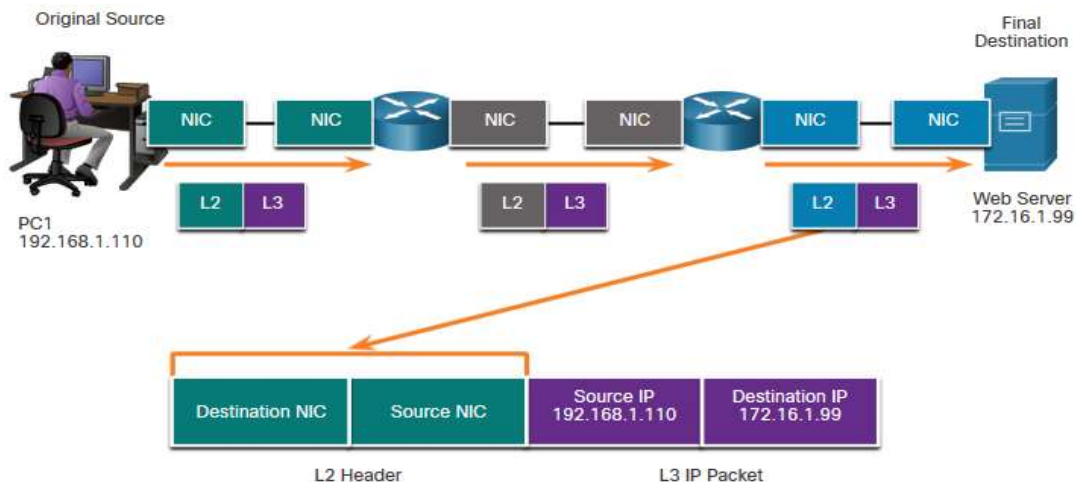 Original Source
Final
Destination
NIC
NIC
NIC
NIC
NIC
NIC
L2
L3
L2
L3
L2
L3
PC1
192.168.1.110
Web Server
172.16.1.99
Destination NIC
Source NIC
Source IP
192.168.1.110
Destination IP
172.16.1.99
L2 Header
L3 IP Packet